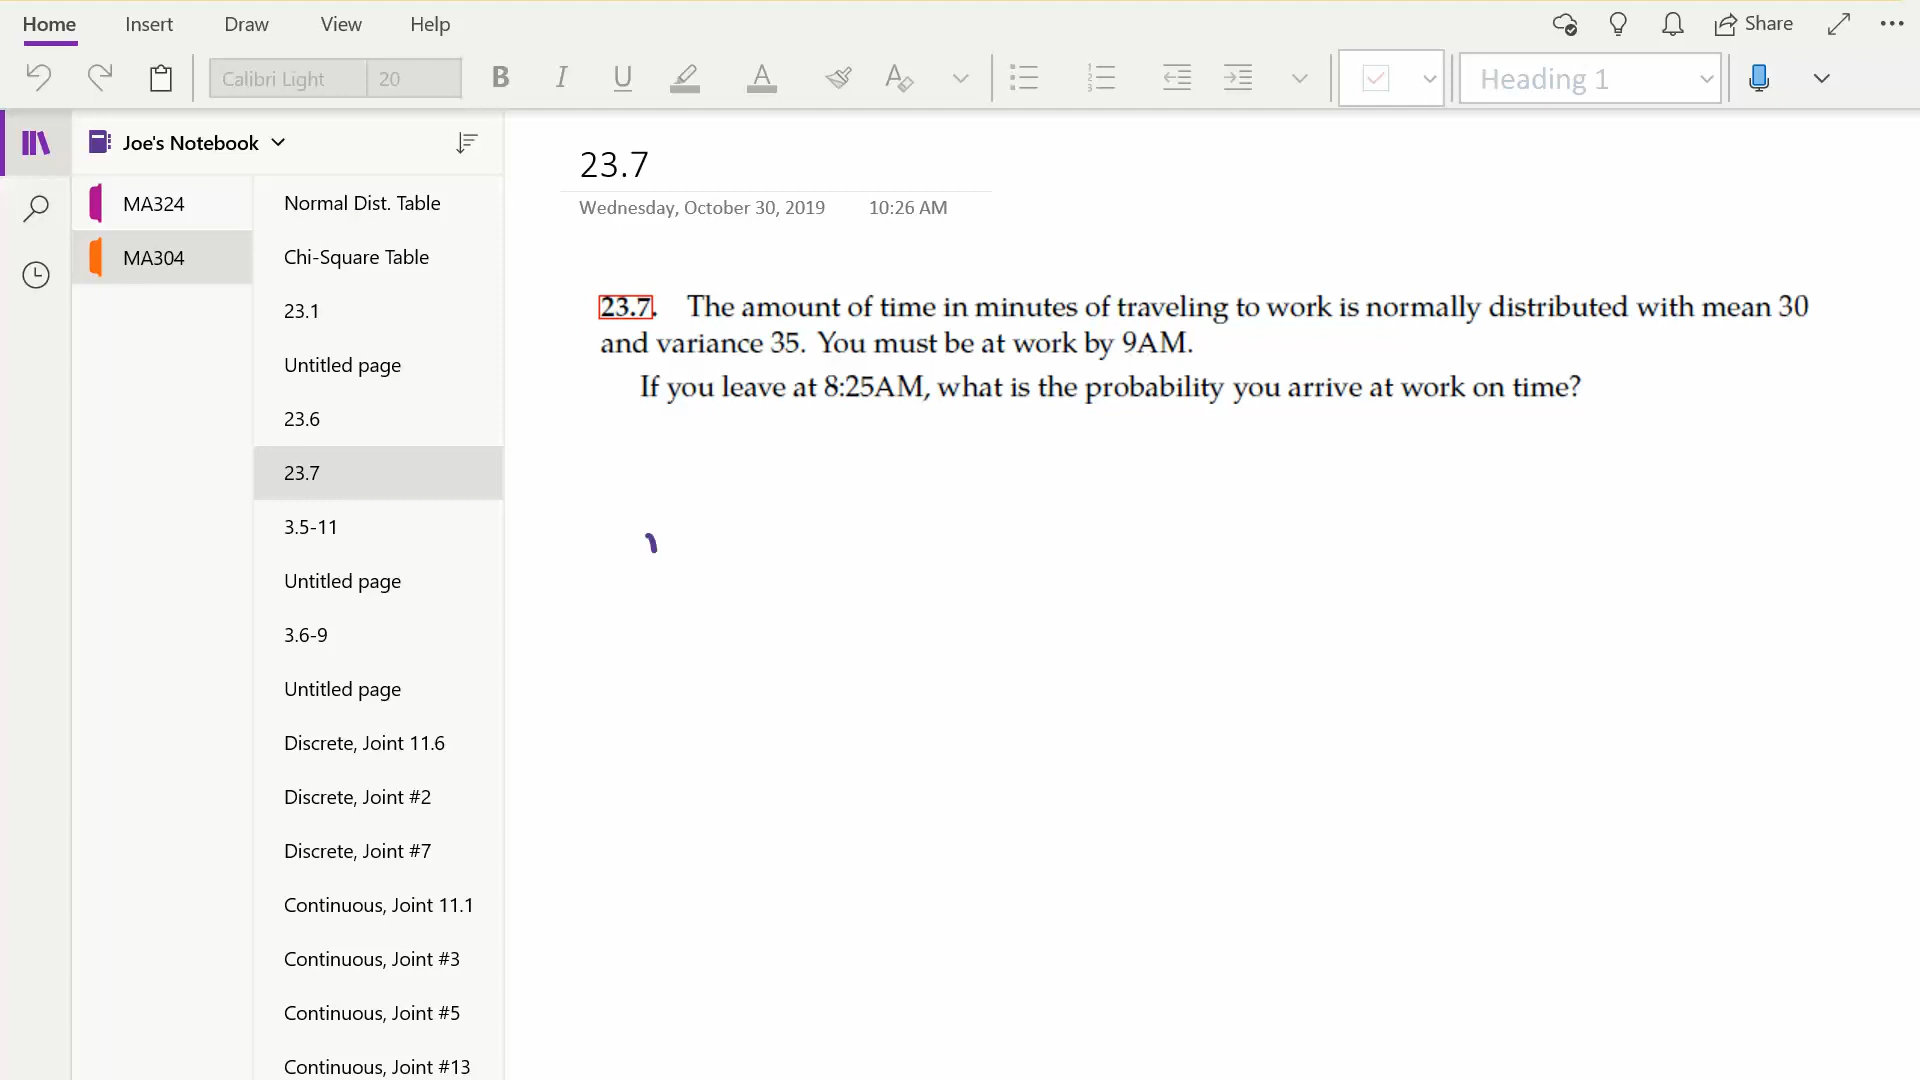 Home Insert Draw View Help Share
Calibri Light 20 B I U A A Heading 1
Joe's Notebook
MA324
MA304
Normal Dist. Table
Chi-Square Table
23.1
Untitled page
23.6
23.7
3.5-11
Untitled page
3.6-9
Untitled page
Discrete, Joint 11.6
Discrete, Joint #2
Discrete, Joint #7
Continuous, Joint 11.1
Continuous, Joint #3
Continuous, Joint #5
Continuous, Joint #13
23.7
Wednesday, October 30, 2019 10:26 AM
23.7. The amount of time in minutes of traveling to work is normally distributed with mean 30
and variance 35. You must be at work by 9AM.
If you leave at 8:25AM, what is the probability you arrive at work on time?